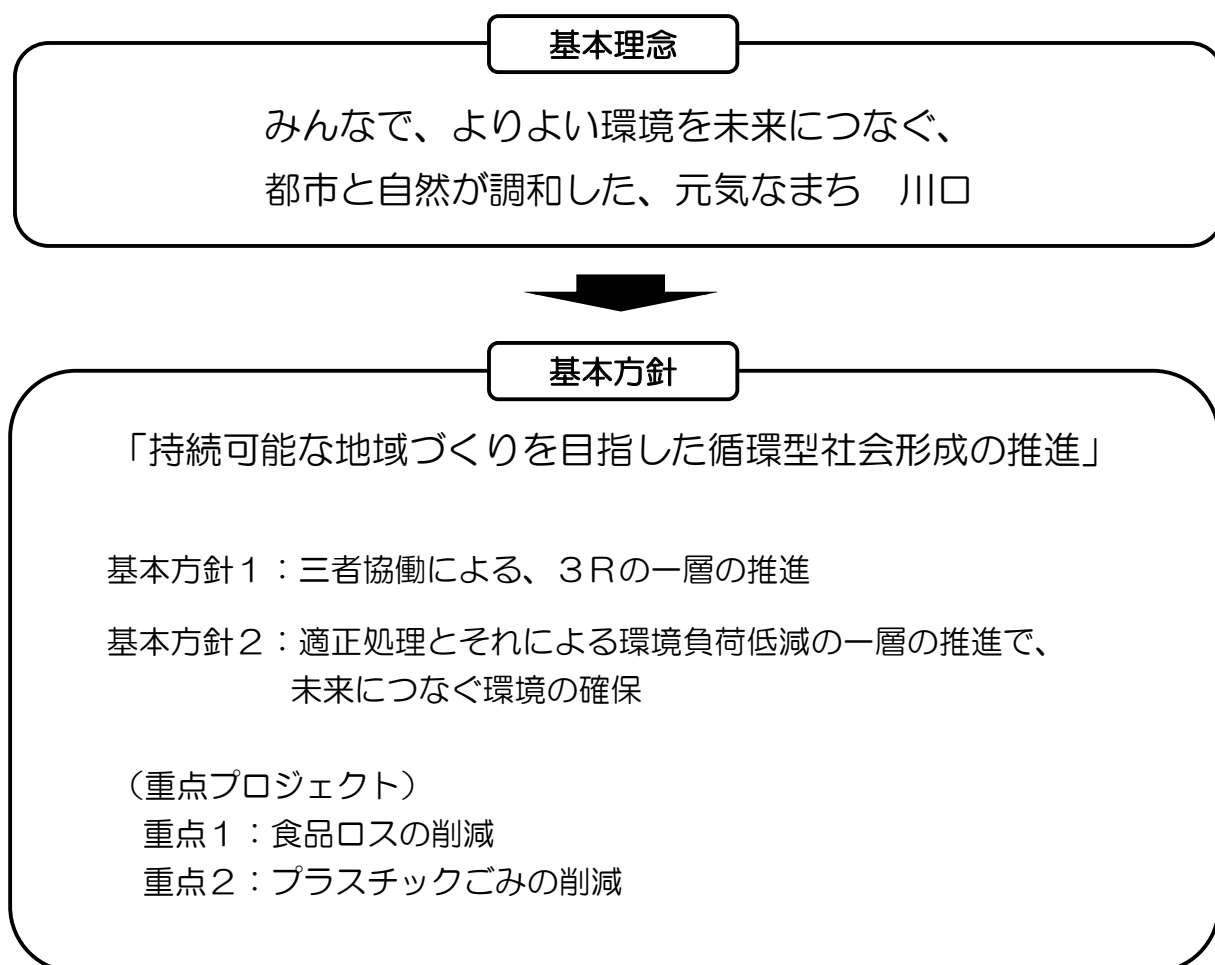 基本理念
みんなで、よりよい環境を未来につなぐ、
都市と自然が調和した、元気なまち　川口
基本方針
「持続可能な地域づくりを目指した循環型社会形成の推進」
基本方針１：三者協働による、３Ｒの一層の推進
基本方針２：適正処理とそれによる環境負荷低減の一層の推進で、
未来につなぐ環境の確保
（重点プロジェクト）
重点１：食品ロスの削減
重点２：プラスチックごみの削減